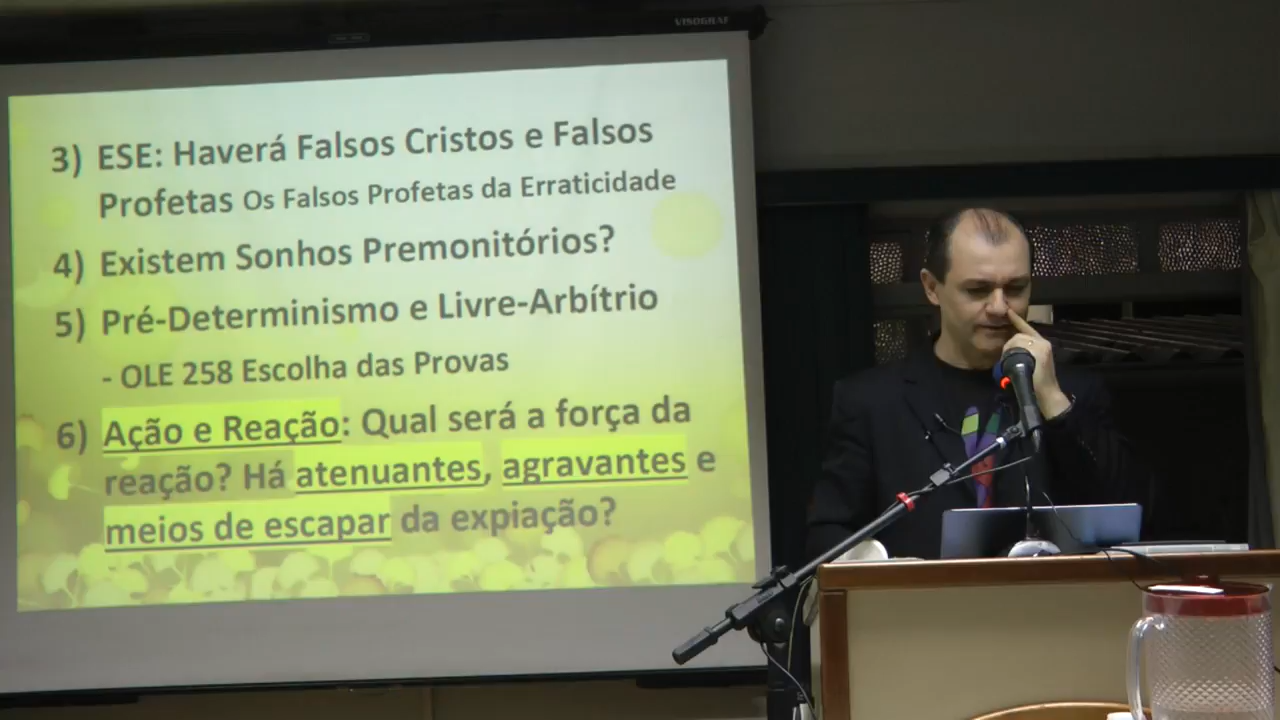 VISOGRAF
3) ESE: Haverá Falsos Cristos e Falsos
Profetas Os Falsos Profetas da Erraticidade
4) Existem Sonhos Premonitórios?
5) Pré-Determinismo e Livre-Arbítrio
- OLE 258 Escolha das Provas
6) Ação e Reação: Qual será a força da
reação? Há atenuantes, agravantes e
meios de escapar da expiação?